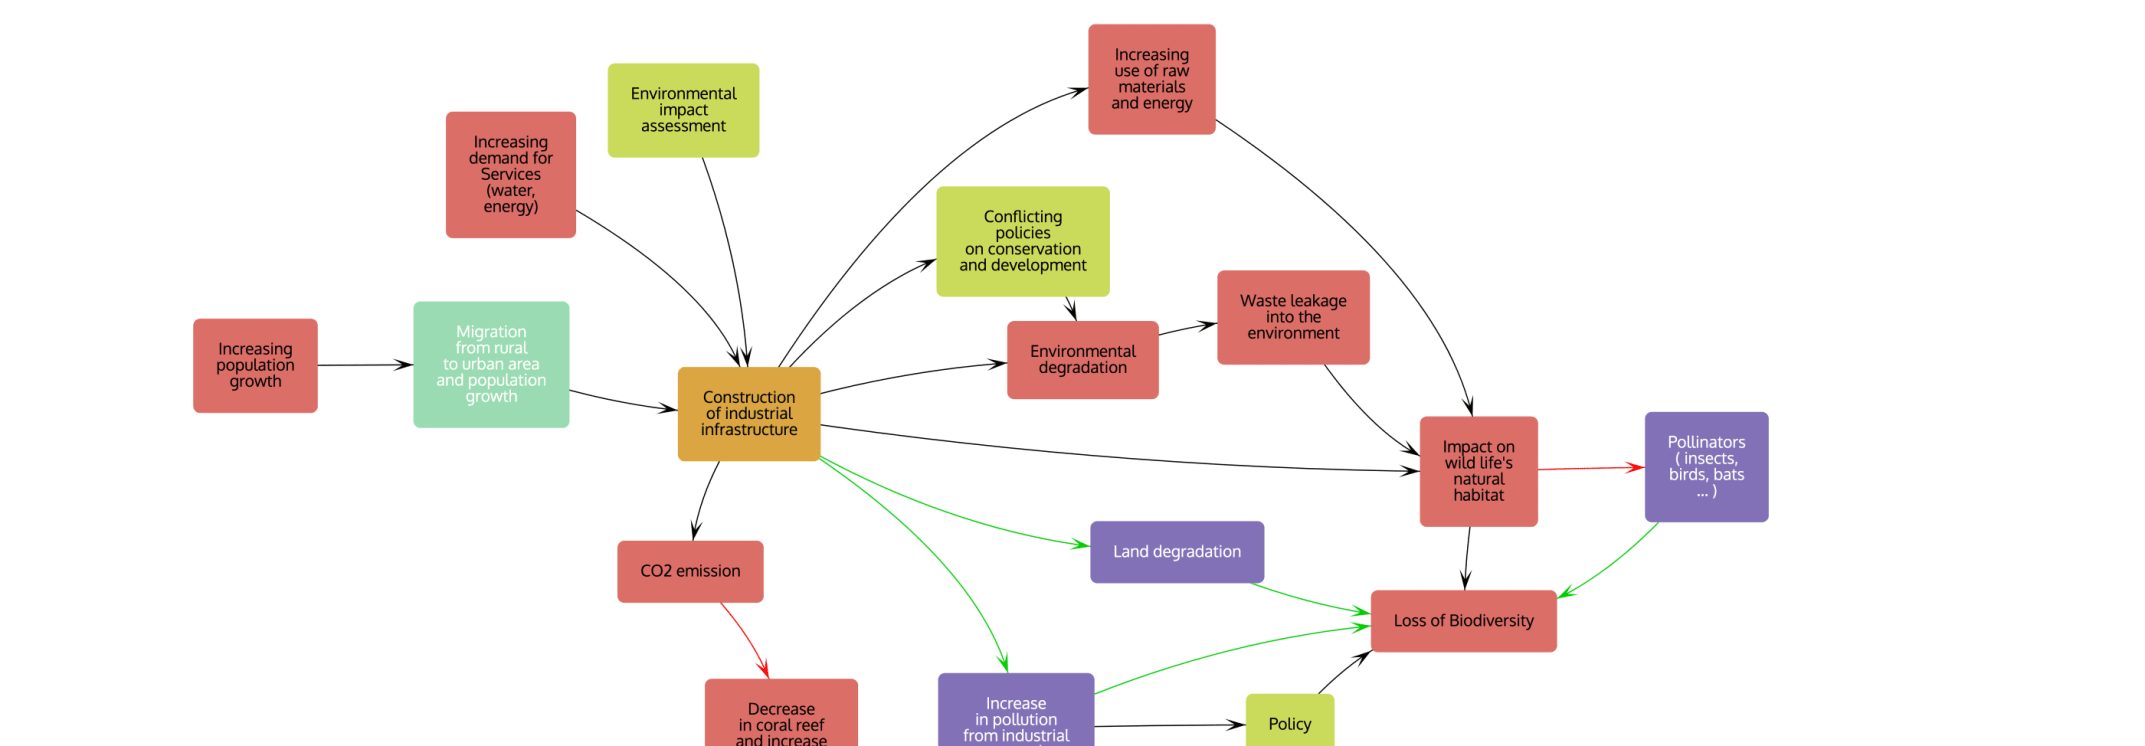 Increasing
use of raw
materials
and energy
Environmental
impact
assessment
Increasing
demand for
Services
(water,
energy)
Conflicting
policies
on conservation
and development
Waste leakage
into the
environment
Migration
from rural
to urban area
and population
growth
Increasing
population
growth
Environmental
degradation
Construction
of industrial
infrastructure
Impact on
wild life's
natural
habitat
Pollinators
( insects,
birds, bats
... )
Land degradation
CO2 emission
Loss of Biodiversity
Increase
in pollution
from industrial
Decrease
in coral reef
and increase
Policy